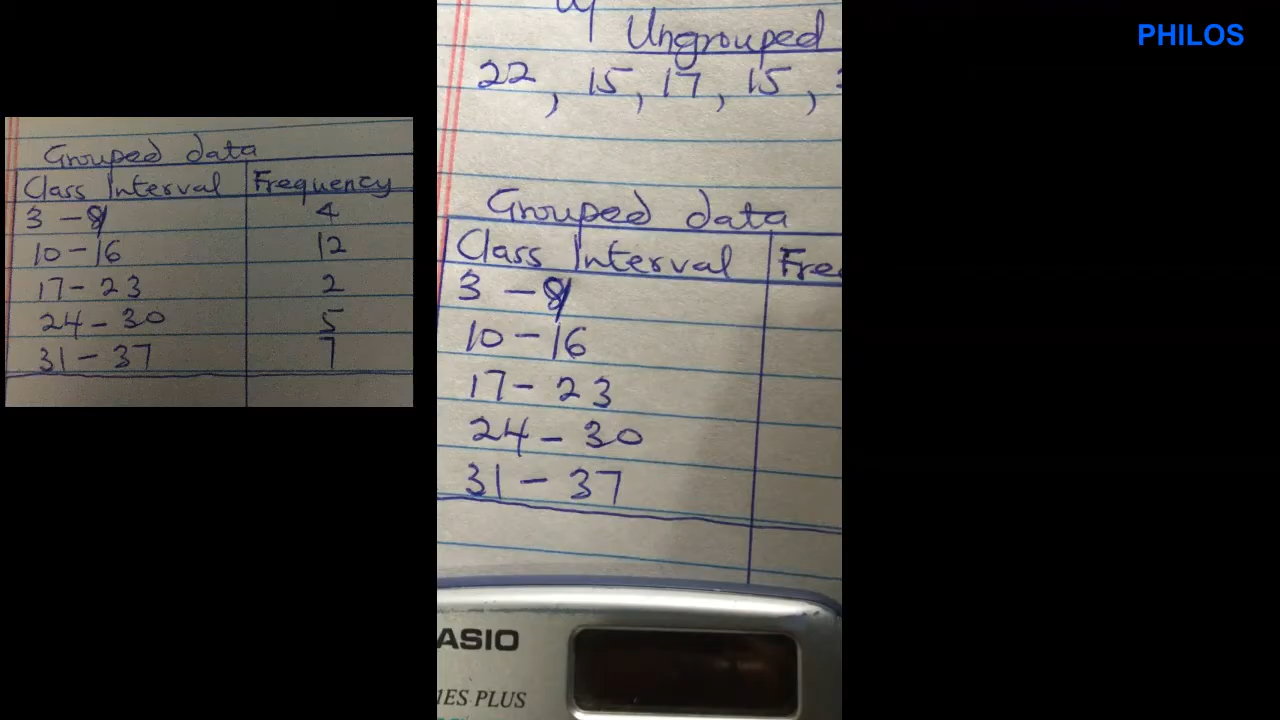 PHILOS
Grouped data
Class Interval Frequency
3 - 9 4
10 - 16 12
17 - 23 2
24 - 30 5
31 - 37 7
Ungrouped
22, 15, 17, 15,
Grouped data
Class Interval Fre
3 - 9
10 - 16
17 - 23
24 - 30
31 - 37
ASIO
1ES PLUS